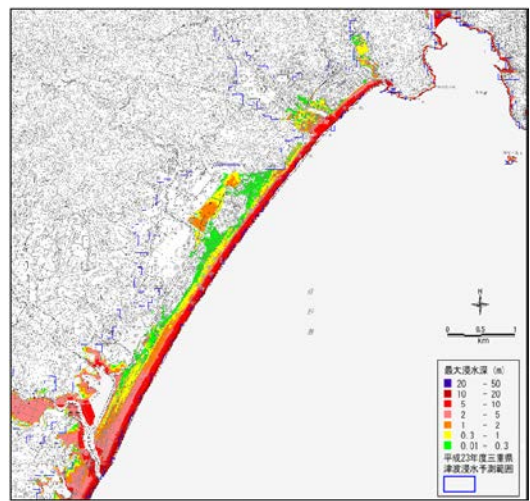 N
0 0.5 1
km
最大浸水深 (m)
20 - 50
10 - 20
5 - 10
2 - 5
1 - 2
0.3 - 1
0.01 - 0.3
平成23年度三重県
津波浸水予測範囲